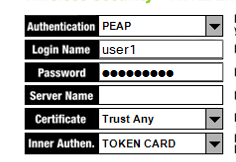 Authentication PEAP
Login Name user1
Password ●●●●●●●●●
Server Name
Certificate Trust Any
Inner Authen. TOKEN CARD